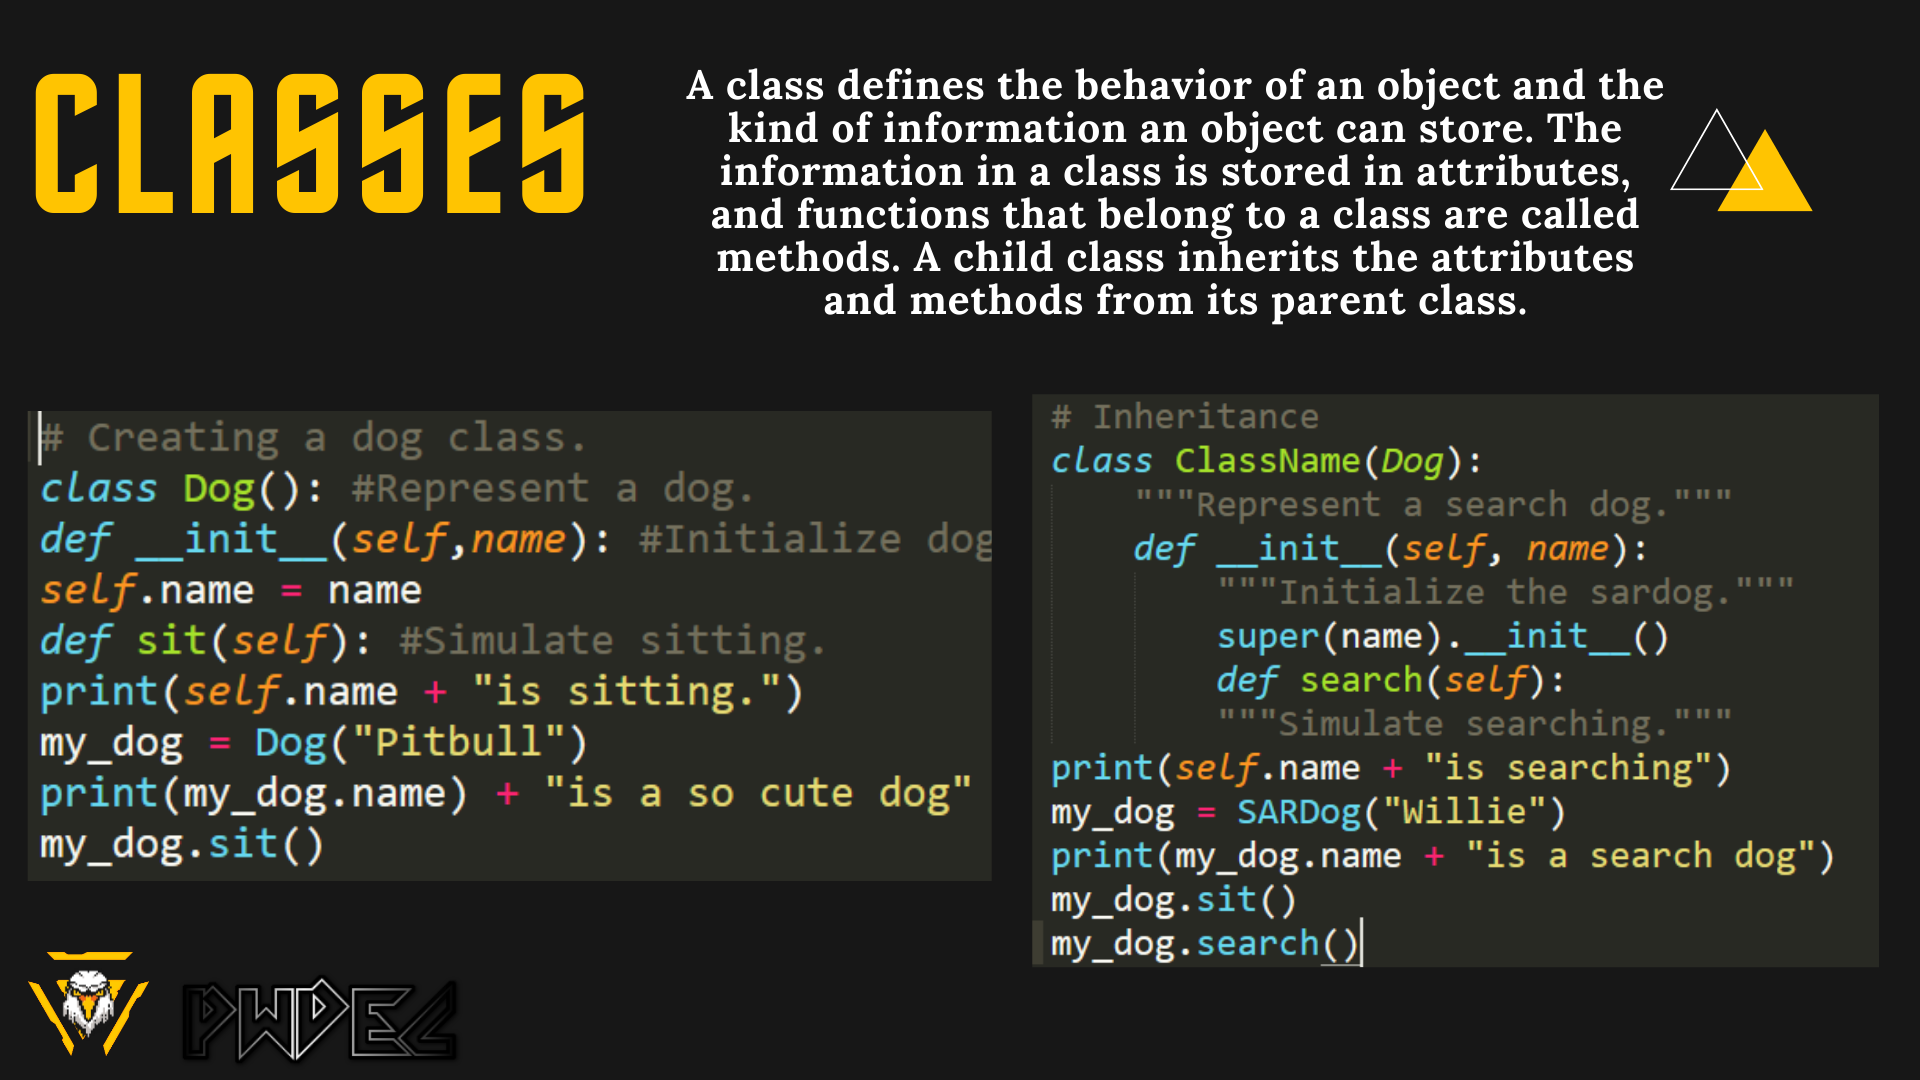 CLASSES
A class defines the behavior of an object and the
kind of information an object can store. The
information in a class is stored in attributes,
and functions that belong to a class are called
methods. A child class inherits the attributes
and methods from its parent class.
# Creating a dog class.
class Dog(): #Represent a dog.
def __init__(self,name): #Initialize dog
self.name = name
def sit(self): #Simulate sitting.
print(self.name + "is sitting.")
my_dog = Dog("Pitbull")
print(my_dog.name) + "is a so cute dog"
my_dog.sit()
# Inheritance
class ClassName(Dog):
"""Represent a search dog."""
def __init__(self, name):
"""Initialize the sardog."""
super(name).__init__()
def search(self):
"""Simulate searching."""
print(self.name + "is searching")
my_dog = SARDog("Willie")
print(my_dog.name + "is a search dog")
my_dog.sit()
my_dog.search()
PWDEC